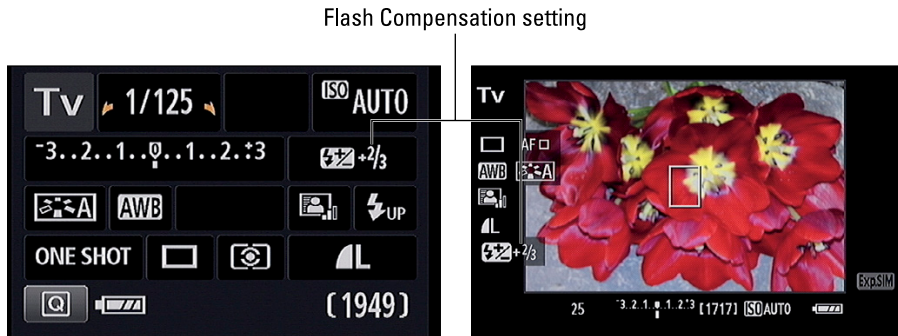 Flash Compensation setting
Tv 1/125 ISO AUTO
-3..2..1..0..1..2.:+3 +2/3
A AWB UP
ONE SHOT L
Q (1949)
Tv
AF
AWB A
L
+2/3
Exp.SIM
25 -3..2..1..0..1..2.:+3 [1717] ISO AUTO